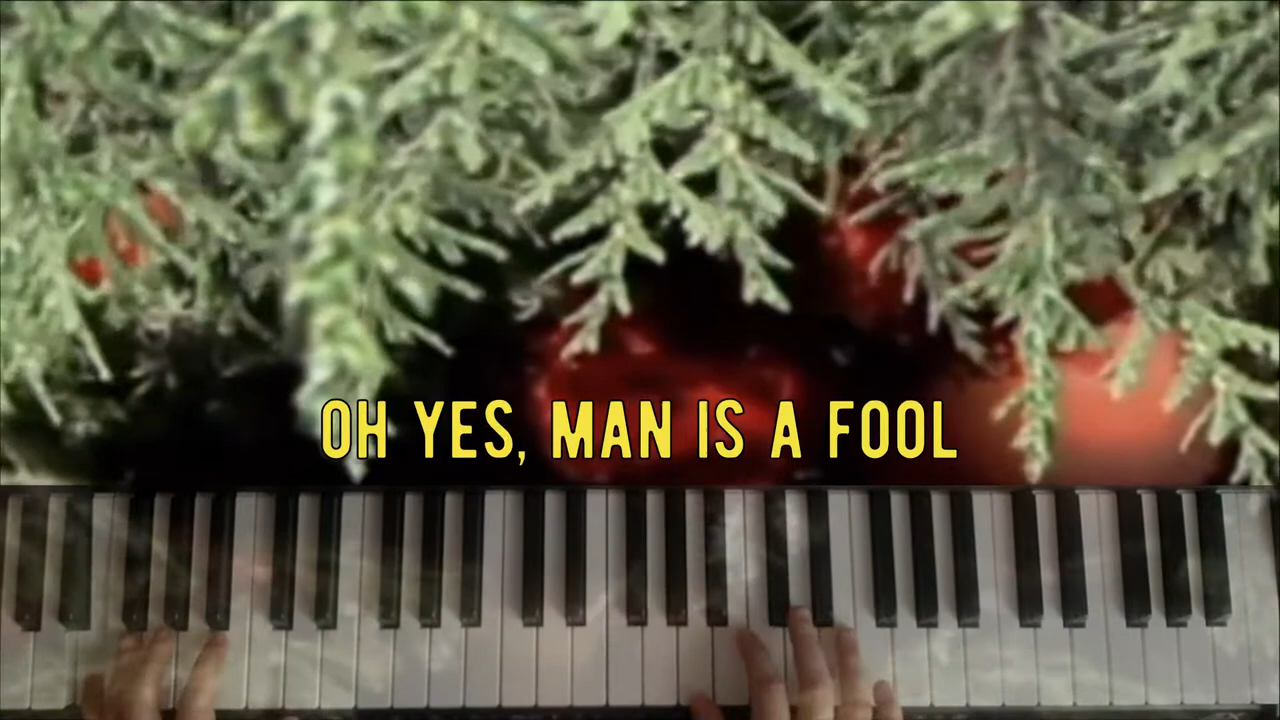 OH YES, MAN IS A FOOL